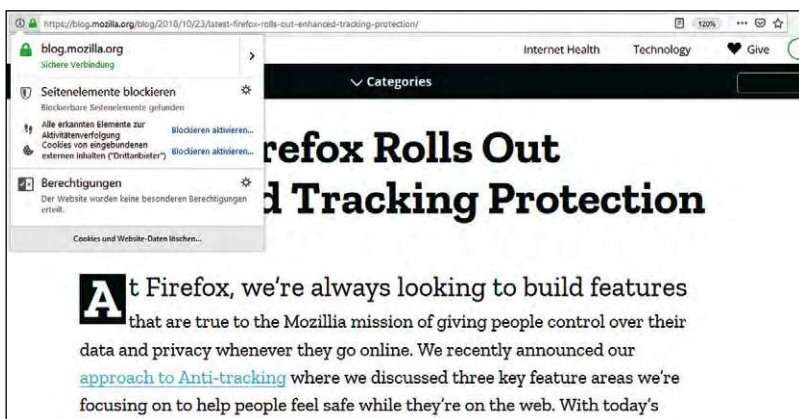 https://blog.mozilla.org/blog/2018/10/23/latest-firefox-rolls-out-enhanced-tracking-protection/
120%
blog.mozilla.org
Sichere Verbindung
Internet Health Technology Give
Categories
Seitenelemente blockieren
Blockierbare Seitenelemente gefunden
Alle erkannten Elemente zur
Aktivitätenverfolgung
Blockieren aktivieren...
Cookies von eingebundenen
externen Inhalten ("Drittanbieter")
Blockieren aktivieren...
Berechtigungen
Der Website wurden keine besonderen Berechtigungen
erteilt.
Cookies und Website-Daten löschen...
refox Rolls Out
d Tracking Protection
At Firefox, we're always looking to build features
that are true to the Mozillia mission of giving people control over their
data and privacy whenever they go online. We recently announced our
approach to Anti-tracking where we discussed three key feature areas we're
focusing on to help people feel safe while they're on the web. With today's